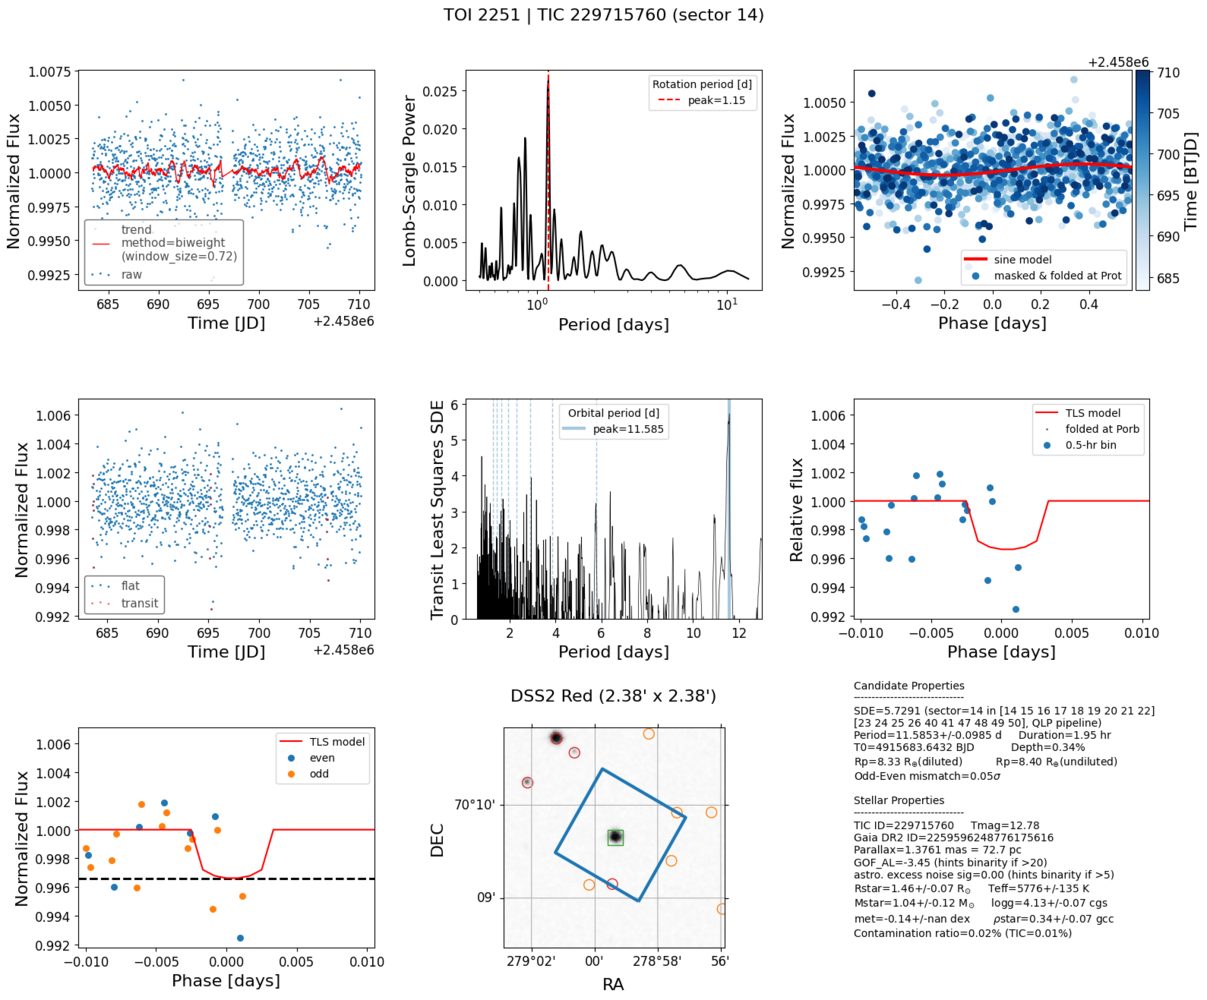 TOI 2251 | TIC 229715760 (sector 14)
Normalized Flux
1.0075
1.0050
1.0025
1.0000
0.9975
0.9950
0.9925
trend
method=biweight
(window_size=0.72)
raw
685 690 695 700 705 710
Time [JD]
+2.458e6
Lomb-Scargle Power
0.025
0.020
0.015
0.010
0.005
0.000
Rotation period [d]
peak=1.15
10^0 10^1
Period [days]
+2.458e6
Normalized Flux
1.0050
1.0025
1.0000
0.9975
0.9950
0.9925
sine model
masked & folded at Prot
−0.4 −0.2 0.0 0.2 0.4
Phase [days]
710
705
700
695
690
685
Time [BTJD]
Normalized Flux
1.006
1.004
1.002
1.000
0.998
0.996
0.994
0.992
flat
transit
685 690 695 700 705 710
Time [JD]
+2.458e6
Transit Least Squares SDE
6
5
4
3
2
1
0
Orbital period [d]
peak=11.585
2 4 6 8 10 12
Period [days]
Relative flux
1.006
1.004
1.002
1.000
0.998
0.996
0.994
0.992
TLS model
folded at Porb
0.5-hr bin
−0.010 −0.005 0.000 0.005 0.010
Phase [days]
Normalized Flux
1.006
1.004
1.002
1.000
0.998
0.996
0.994
0.992
TLS model
even
odd
−0.010 −0.005 0.000 0.005 0.010
Phase [days]
DSS2 Red (2.38' x 2.38')
DEC
70°10'
09'
279°02' 00' 278°58' 56'
RA
Candidate Properties
------------------------------
SDE=5.7291 (sector=14 in [14 15 16 17 18 19 20 21 22]
[23 24 25 26 40 41 47 48 49 50], QLP pipeline)
Period=11.5853+/-0.0985 d Duration=1.95 hr
T0=4915683.6432 BJD Depth=0.34%
Rp=8.33 R⊕(diluted) Rp=8.40 R⊕(undiluted)
Odd-Even mismatch=0.05σ
Stellar Properties
------------------------------
TIC ID=229715760 Tmag=12.78
Gaia DR2 ID=2259596248776175616
Parallax=1.3761 mas = 72.7 pc
GOF_AL=-3.45 (hints binarity if >20)
astro. excess noise sig=0.00 (hints binarity if >5)
Rstar=1.46+/-0.07 R⊙ Teff=5776+/-135 K
Mstar=1.04+/-0.12 M⊙ logg=4.13+/-0.07 cgs
met=-0.14+/-nan dex ρstar=0.34+/-0.07 gcc
Contamination ratio=0.02% (TIC=0.01%)